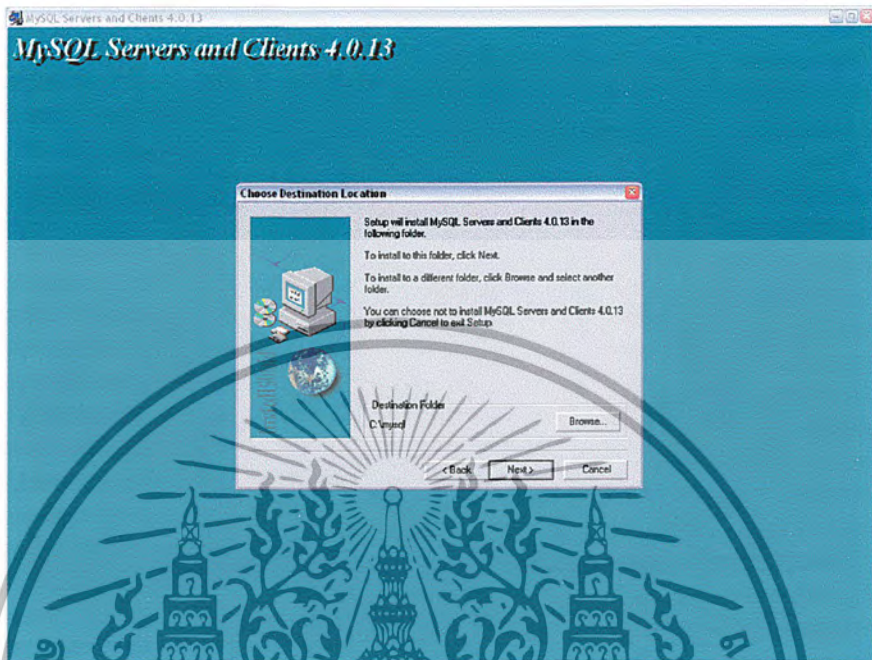 MySQL Servers and Clients 4.0.13
MySQL Servers and Clients 4.0.13
Choose Destination Location
Setup will install MySQL Servers and Clients 4.0.13 in the
following folder.
To install to this folder, click Next.
To install to a different folder, click Browse and select another
folder.
You can choose not to install MySQL Servers and Clients 4.0.13
by clicking Cancel to exit Setup.
Destination Folder
C:\mysql
Browse...
< Back
Next >
Cancel